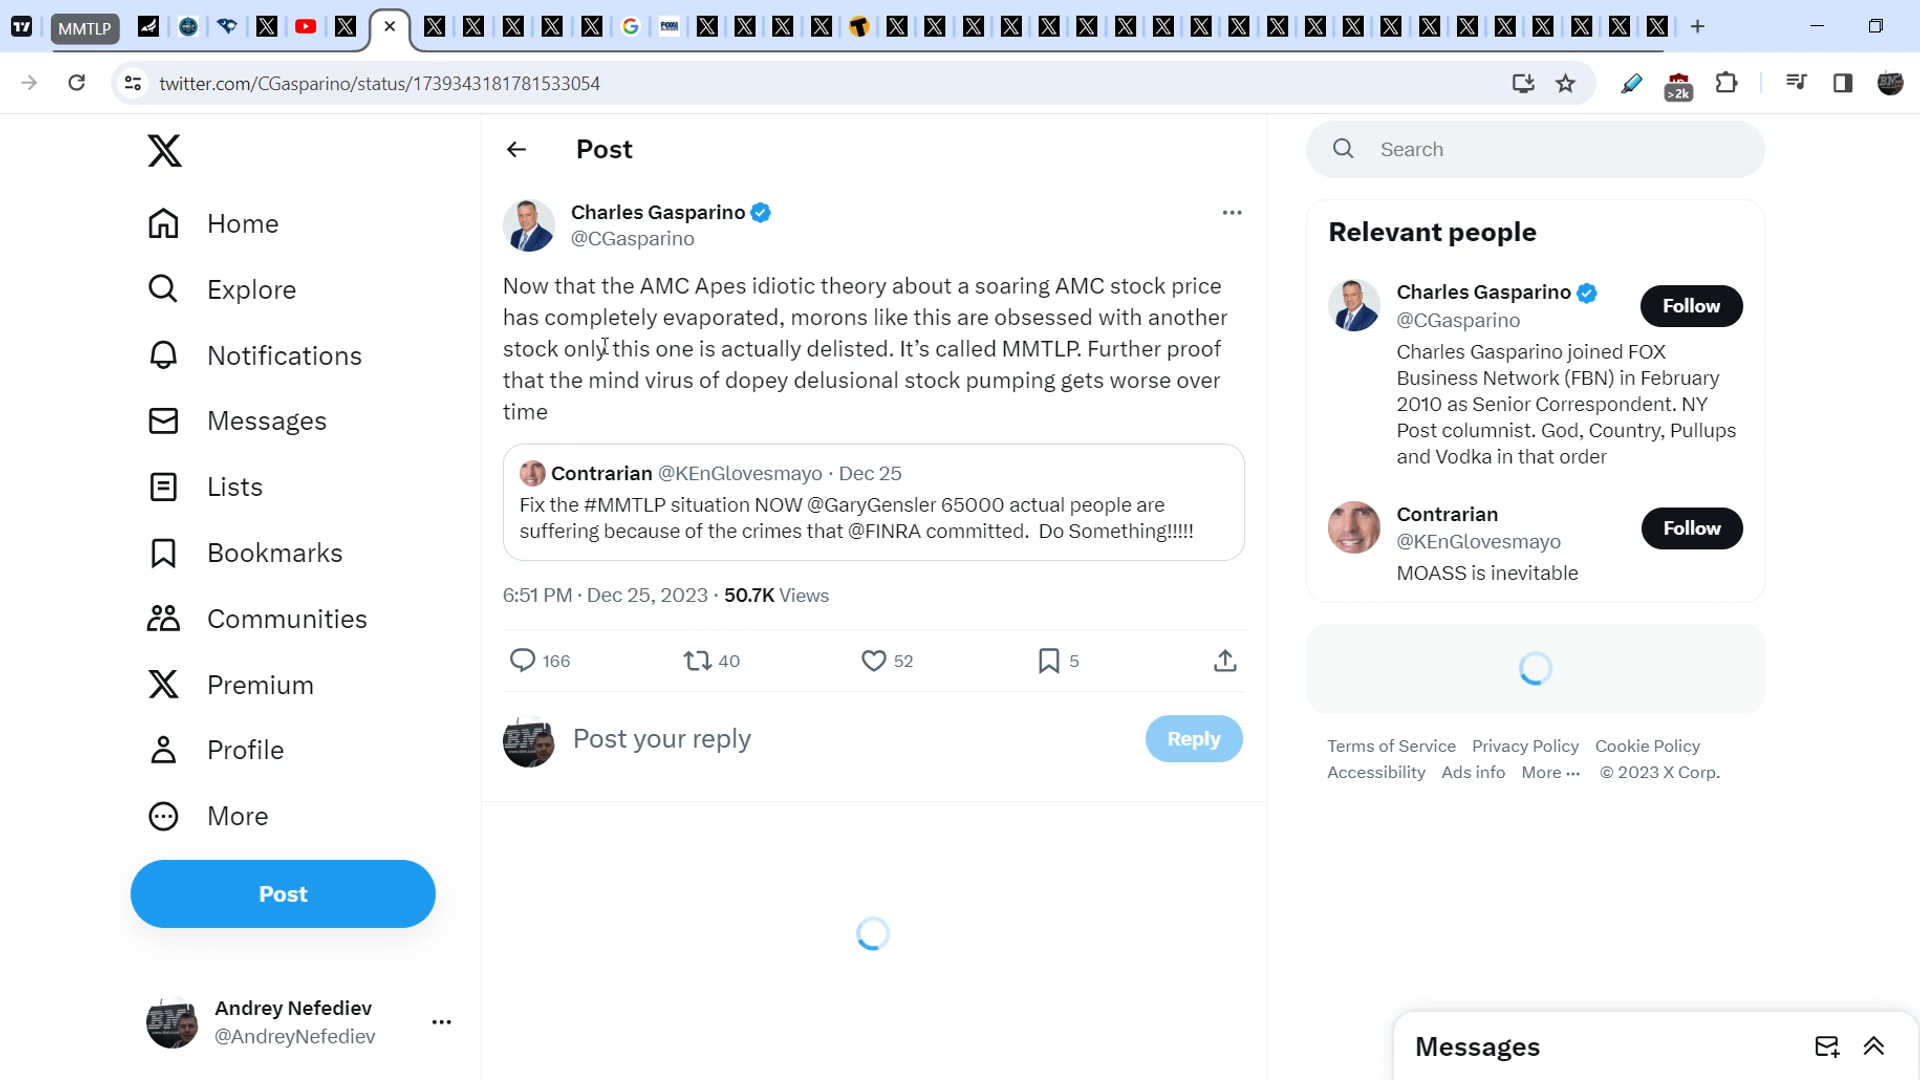 MMTLP
twitter.com/CGasparino/status/1739343181781533054
>2k
Home
Explore
Notifications
Messages
Lists
Bookmarks
Communities
Premium
Profile
More
Post
Andrey Nefediev
@AndreyNefediev
Post
Charles Gasparino
@CGasparino
Now that the AMC Apes idiotic theory about a soaring AMC stock price
has completely evaporated, morons like this are obsessed with another
stock only this one is actually delisted. It’s called MMTLP. Further proof
that the mind virus of dopey delusional stock pumping gets worse over
time
Contrarian @KEnGlovesmayo · Dec 25
Fix the #MMTLP situation NOW @GaryGensler 65000 actual people are
suffering because of the crimes that @FINRA committed. Do Something!!!!!
6:51 PM · Dec 25, 2023 · 50.7K Views
166 40 52 5
Post your reply
Reply
Search
Relevant people
Charles Gasparino
@CGasparino
Follow
Charles Gasparino joined FOX
Business Network (FBN) in February
2010 as Senior Correspondent. NY
Post columnist. God, Country, Pullups
and Vodka in that order
Contrarian
@KEnGlovesmayo
Follow
MOASS is inevitable
Terms of Service Privacy Policy Cookie Policy
Accessibility Ads info More ··· © 2023 X Corp.
Messages